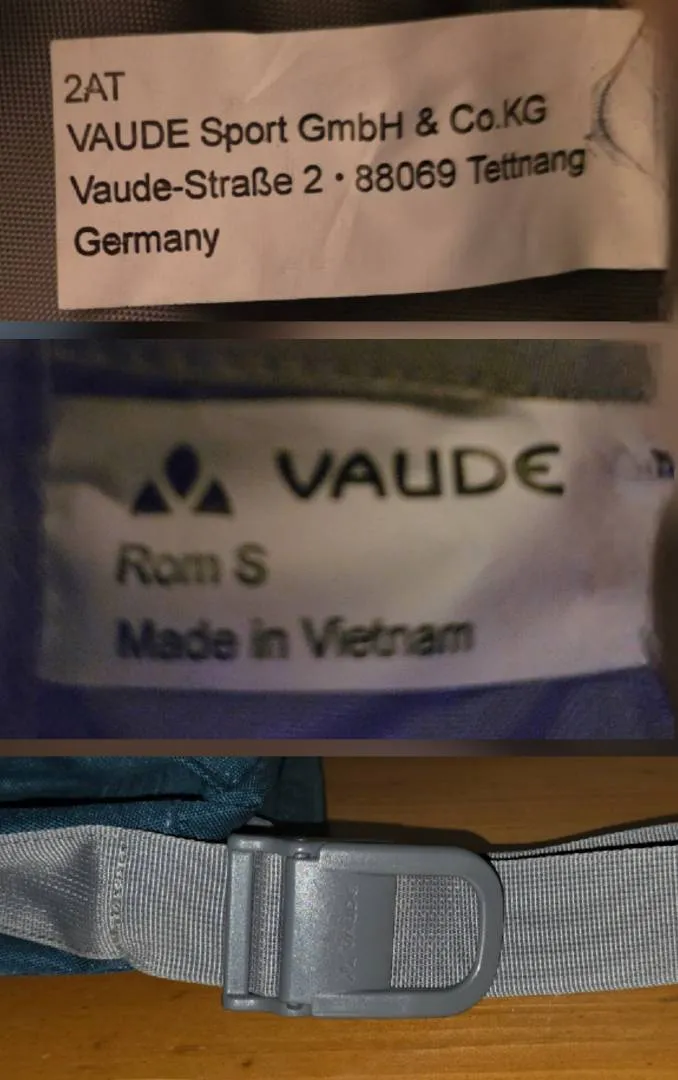 2AT
VAUDE Sport GmbH & Co.KG
Vaude-Straße 2 • 88069 Tettnang
Germany
VAUDE
Rom S
Made in Vietnam